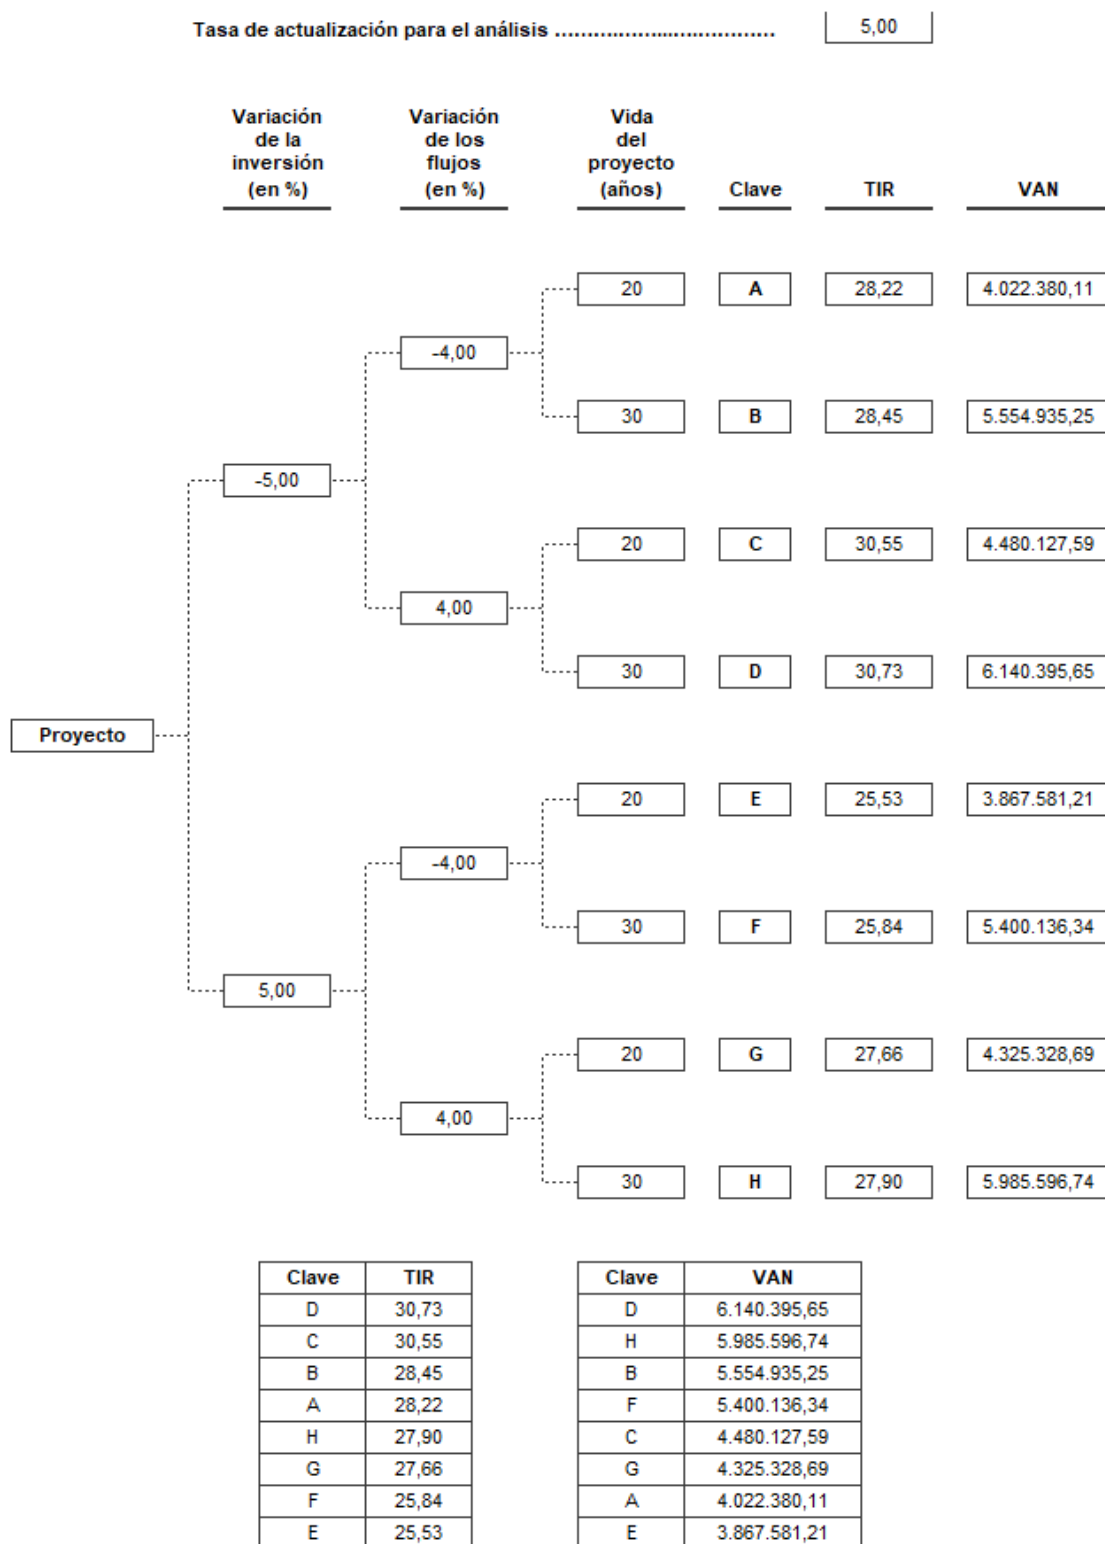 Tasa de actualización para el análisis ................................ 5,00
Variación de la inversión (en %) Variación de los flujos (en %) Vida del proyecto (años) Clave TIR VAN
20 A 28,22 4.022.380,11
-4,00
30 B 28,45 5.554.935,25
-5,00
20 C 30,55 4.480.127,59
4,00
30 D 30,73 6.140.395,65
Proyecto
20 E 25,53 3.867.581,21
-4,00
30 F 25,84 5.400.136,34
5,00
20 G 27,66 4.325.328,69
4,00
30 H 27,90 5.985.596,74
Clave TIR
D 30,73
C 30,55
B 28,45
A 28,22
H 27,90
G 27,66
F 25,84
E 25,53
Clave VAN
D 6.140.395,65
H 5.985.596,74
B 5.554.935,25
F 5.400.136,34
C 4.480.127,59
G 4.325.328,69
A 4.022.380,11
E 3.867.581,21